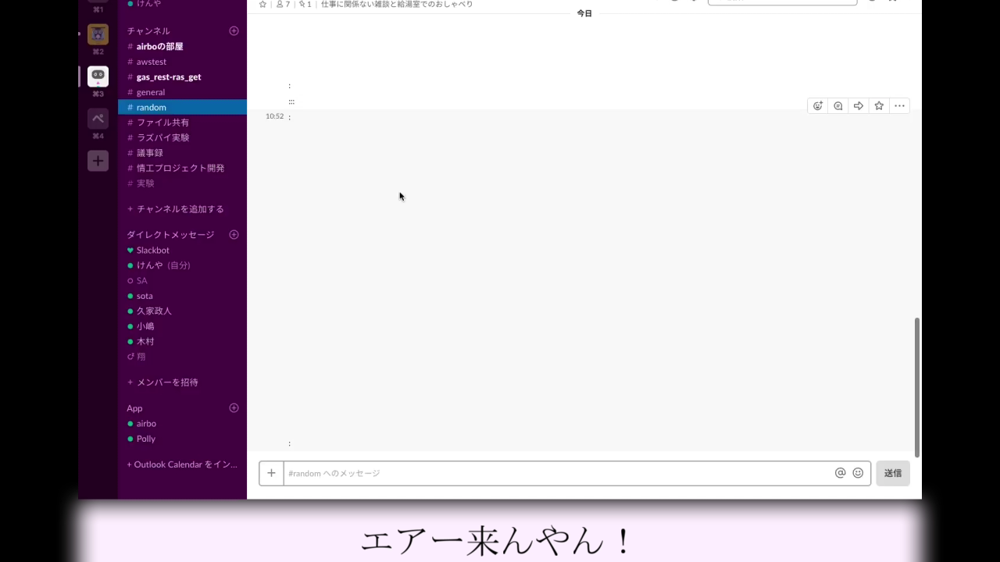 けんや
⌘1
⌘2
⌘3
⌘4
チャンネル
# airboの部屋
# awstest
# gas_rest-ras_get
# general
# random
# ファイル共有
# ラズパイ実験
# 議事録
# 情工プロジェクト開発
# 実験
+ チャンネルを追加する
ダイレクトメッセージ
Slackbot
けんや (自分)
SA
sota
久家政人
小嶋
木村
翔
+ メンバーを招待
App
airbo
Polly
+ Outlook Calendar をイン...
7 | 1 | 仕事に関係ない雑談と給湯室でのおしゃべり
今日
:
:::
10:52 :
:
#random へのメッセージ
送信
エアー来んやん！